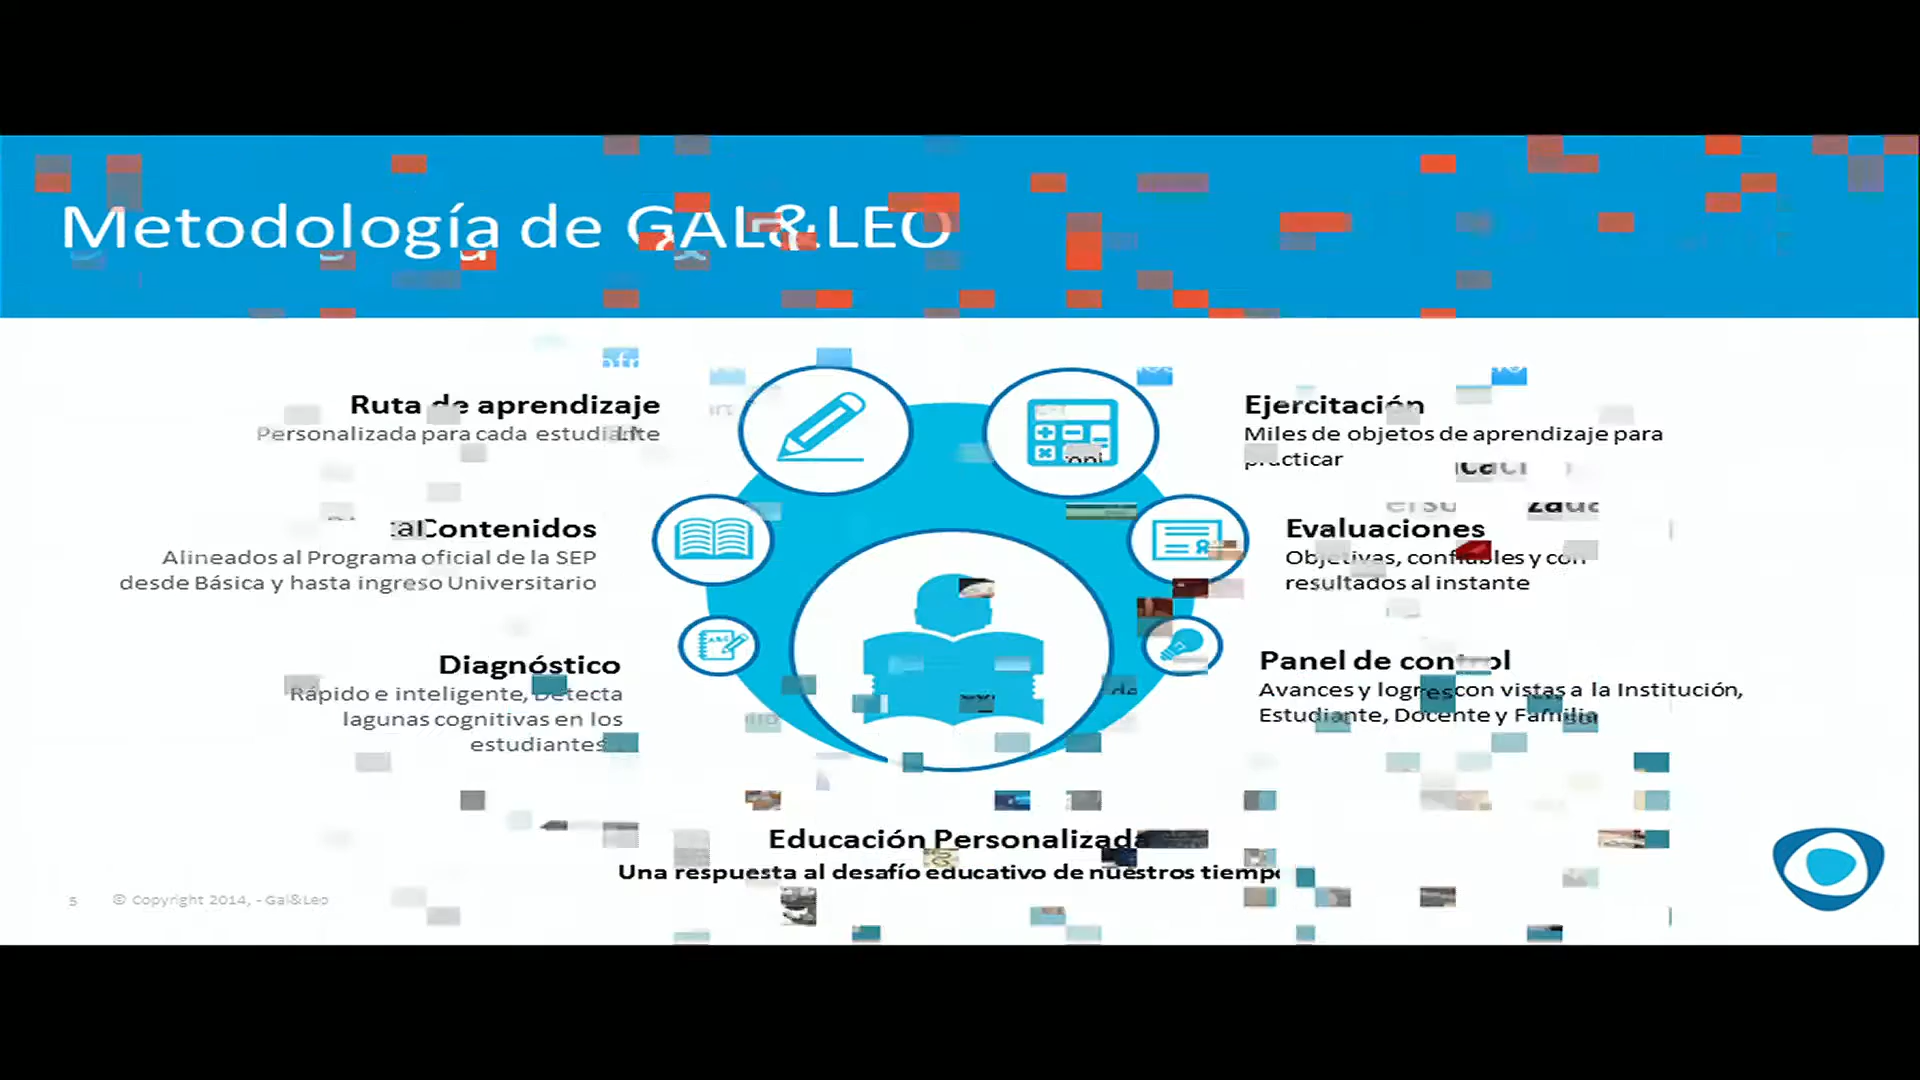 Metodología de GAL&LEO
Ruta de aprendizaje
Personalizada para cada estudiante
Contenidos
Alineados al Programa oficial de la SEP
desde Básica y hasta ingreso Universitario
Diagnóstico
Rápido e inteligente, Detecta
lagunas cognitivas en los
estudiantes
Ejercitación
Miles de objetos de aprendizaje para
practicar
Evaluaciones
Objetivas, confiables y con
resultados al instante
Panel de control
Avances y logros con vistas a la Institución,
Estudiante, Docente y Familia
Educación Personalizada
Una respuesta al desafío educativo de nuestros
5 © Copyright 2014, - Gal&Leo